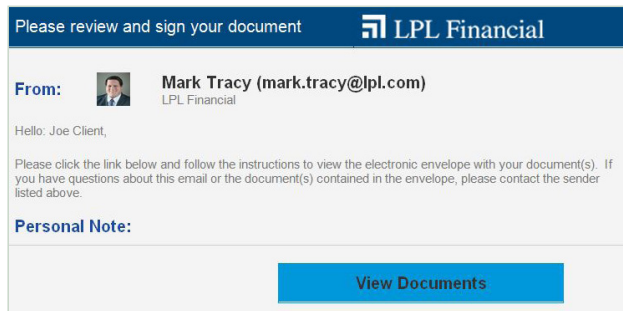 Please review and sign your document
LPL Financial
From:
Mark Tracy (mark.tracy@lpl.com)
LPL Financial
Hello: Joe Client,
Please click the link below and follow the instructions to view the electronic envelope with your document(s). If
you have questions about this email or the document(s) contained in the envelope, please contact the sender
listed above.
Personal Note:
View Documents